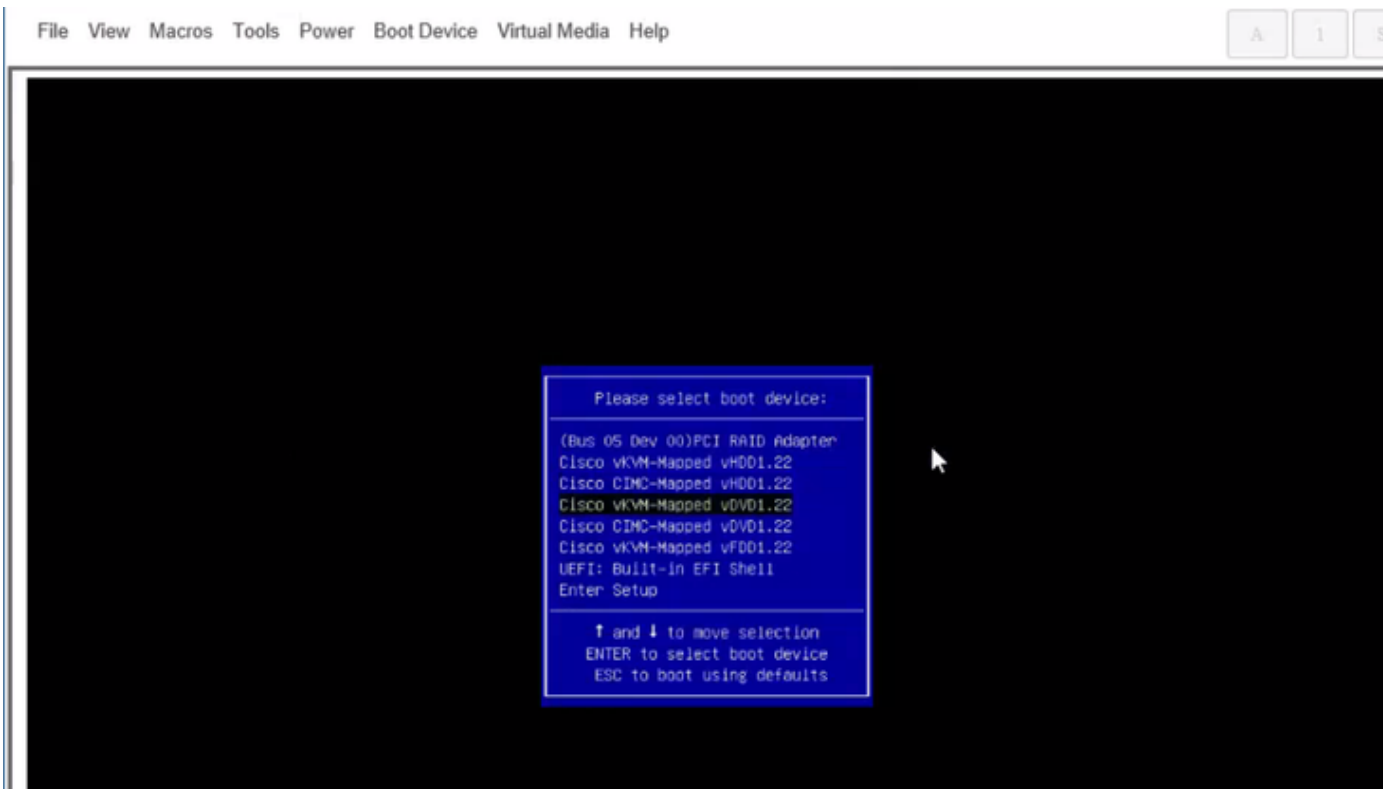 File View Macros Tools Power Boot Device Virtual Media Help
A 1 S
Please select boot device:
(Bus 05 Dev 00)PCI RAID Adapter
Cisco vKVM-Mapped vHDD1.22
Cisco CIMC-Mapped vHDD1.22
Cisco vKVM-Mapped vDVD1.22
Cisco CIMC-Mapped vDVD1.22
Cisco vKVM-Mapped vFDD1.22
UEFI: Built-in EFI Shell
Enter Setup
↑ and ↓ to move selection
ENTER to select boot device
ESC to boot using defaults